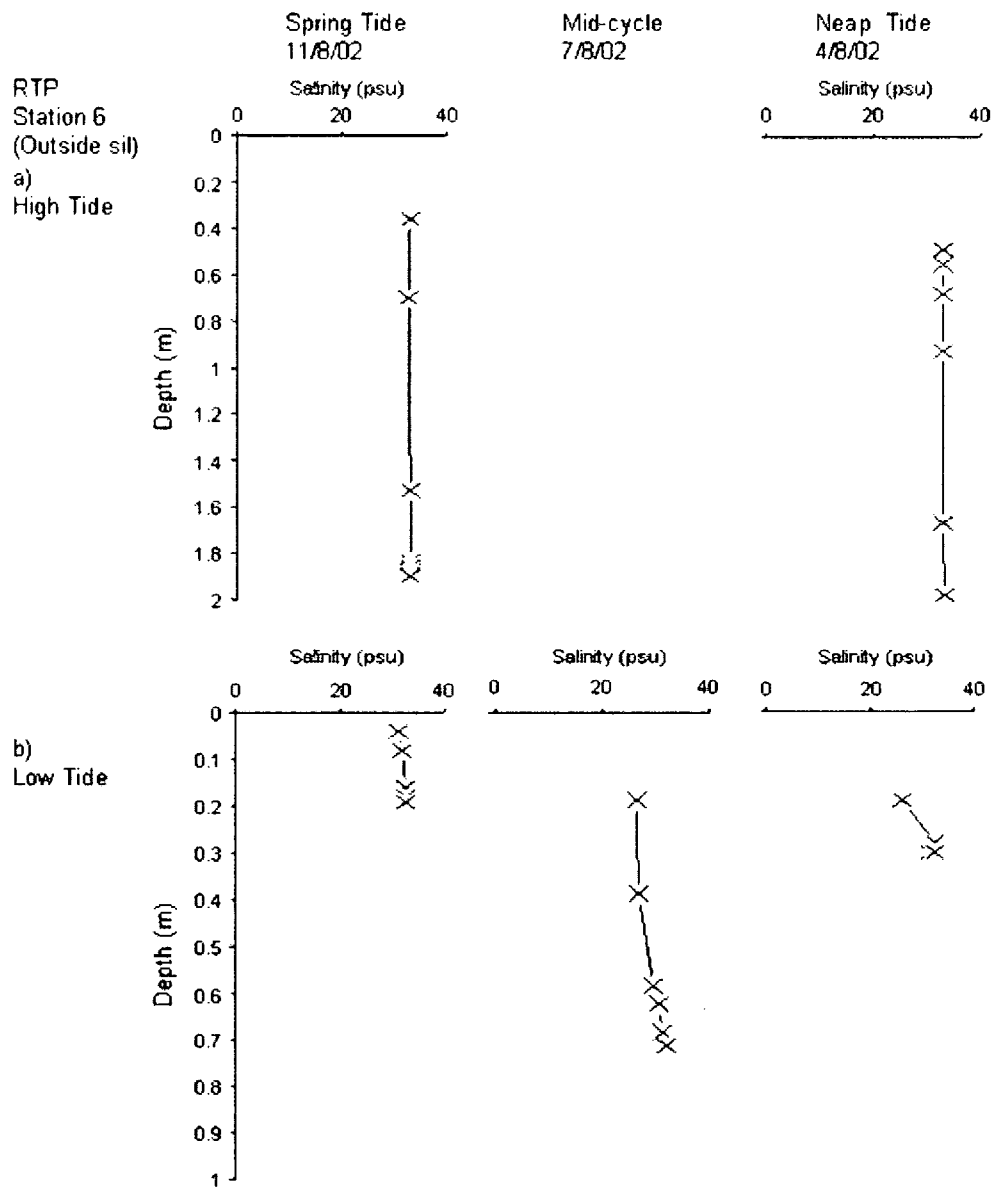 Spring Tide Mid-cycle Neap Tide
11/8/02 7/8/02 4/8/02
RTP
Station 6
(Outside sil)
a)
High Tide
Salinity (psu) Salinity (psu)
0 20 40 0 20 40
0
0.2
0.4
0.6
0.8
1
1.2
1.4
1.6
1.8
2
Depth (m)
Salinity (psu) Salinity (psu) Salinity (psu)
0 20 40 0 20 40 0 20 40
b)
Low Tide
0
0.1
0.2
0.3
0.4
0.5
0.6
0.7
0.8
0.9
1
Depth (m)